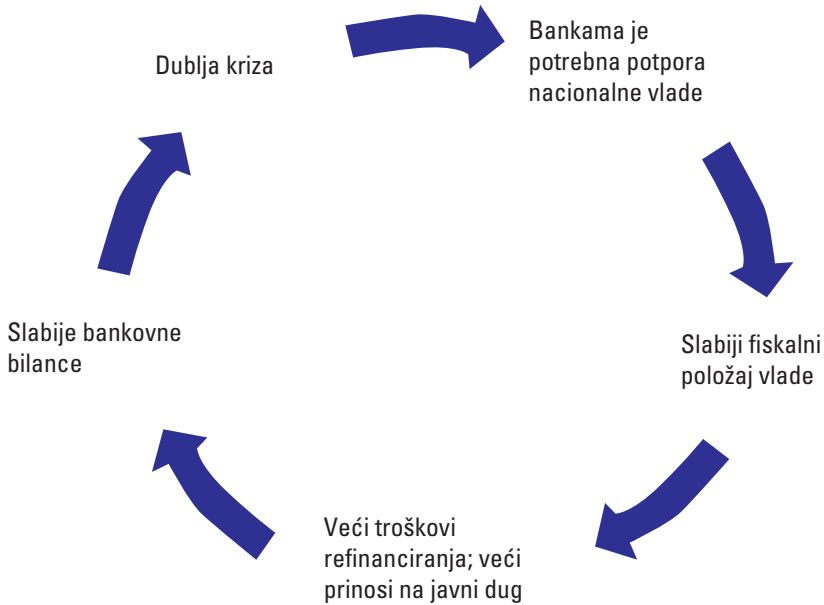 Dublja kriza
Bankama je
potrebna potpora
nacionalne vlade
Slabiji fiskalni
položaj vlade
Veći troškovi
refinanciranja; veći
prinosi na javni dug
Slabije bankovne
bilance